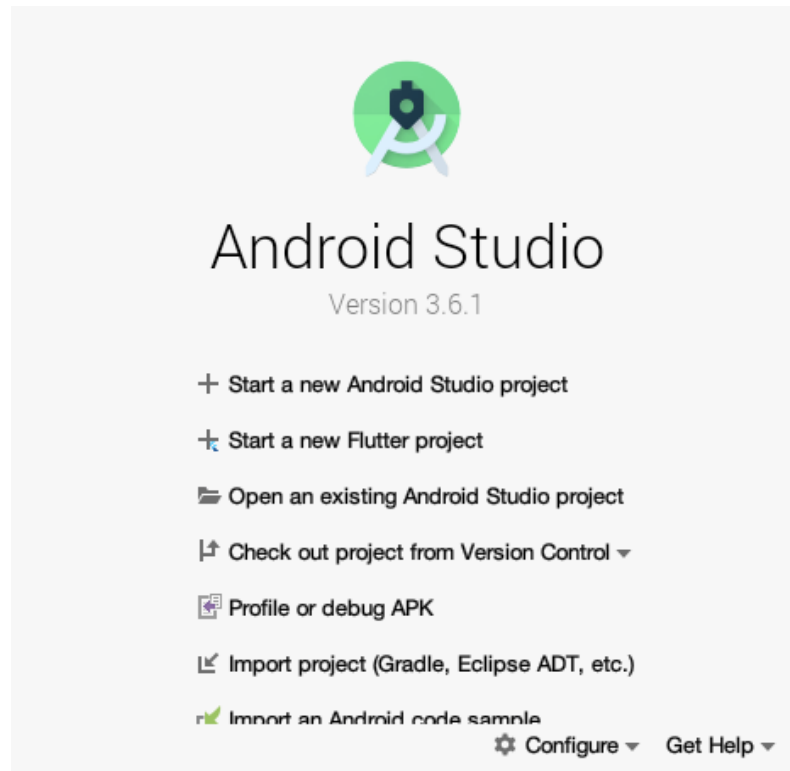 Android Studio
Version 3.6.1
Start a new Android Studio project
Start a new Flutter project
Open an existing Android Studio project
Check out project from Version Control
Profile or debug APK
Import project (Gradle, Eclipse ADT, etc.)
Import an Android code sample
Configure Get Help